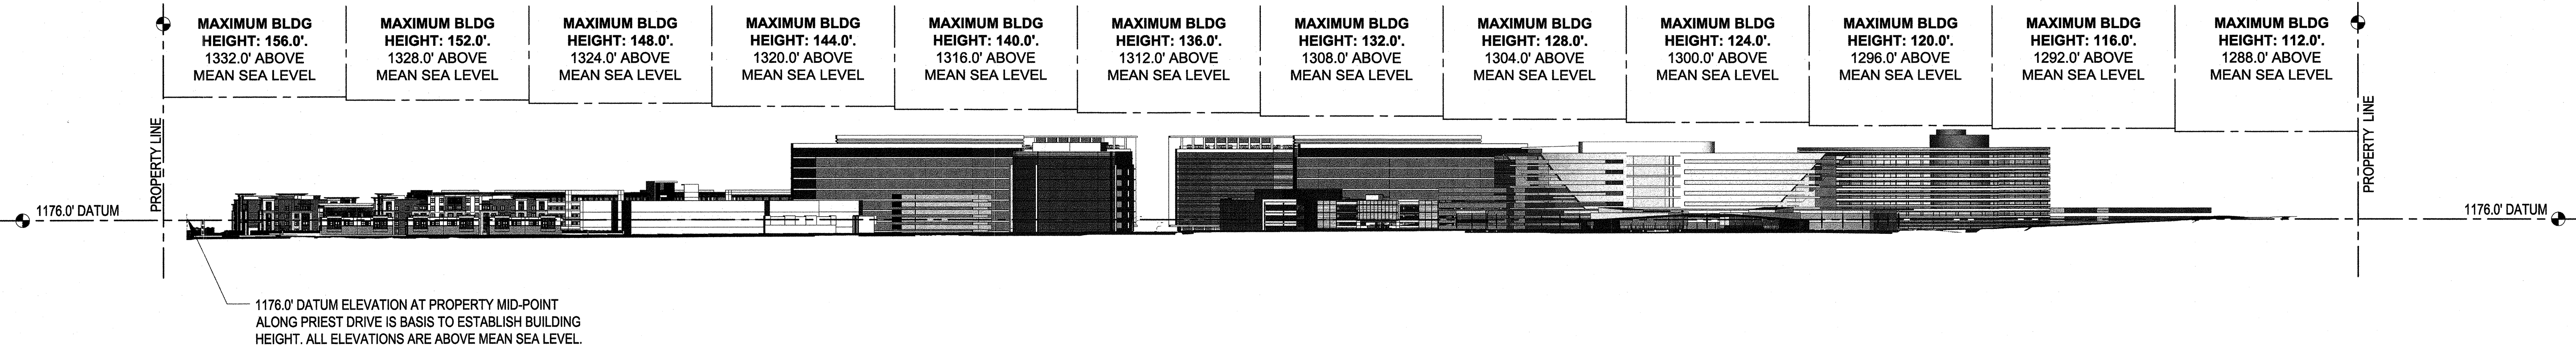 MAXIMUM BLDG
HEIGHT: 156.0'.
1332.0' ABOVE
MEAN SEA LEVEL
MAXIMUM BLDG
HEIGHT: 152.0'.
1328.0' ABOVE
MEAN SEA LEVEL
MAXIMUM BLDG
HEIGHT: 148.0'.
1324.0' ABOVE
MEAN SEA LEVEL
MAXIMUM BLDG
HEIGHT: 144.0'.
1320.0' ABOVE
MEAN SEA LEVEL
MAXIMUM BLDG
HEIGHT: 140.0'.
1316.0' ABOVE
MEAN SEA LEVEL
MAXIMUM BLDG
HEIGHT: 136.0'.
1312.0' ABOVE
MEAN SEA LEVEL
MAXIMUM BLDG
HEIGHT: 132.0'.
1308.0' ABOVE
MEAN SEA LEVEL
MAXIMUM BLDG
HEIGHT: 128.0'.
1304.0' ABOVE
MEAN SEA LEVEL
MAXIMUM BLDG
HEIGHT: 124.0'.
1300.0' ABOVE
MEAN SEA LEVEL
MAXIMUM BLDG
HEIGHT: 120.0'.
1296.0' ABOVE
MEAN SEA LEVEL
MAXIMUM BLDG
HEIGHT: 116.0'.
1292.0' ABOVE
MEAN SEA LEVEL
MAXIMUM BLDG
HEIGHT: 112.0'.
1288.0' ABOVE
MEAN SEA LEVEL
PROPERTY LINE
PROPERTY LINE
1176.0' DATUM
1176.0' DATUM
1176.0' DATUM ELEVATION AT PROPERTY MID-POINT
ALONG PRIEST DRIVE IS BASIS TO ESTABLISH BUILDING
HEIGHT. ALL ELEVATIONS ARE ABOVE MEAN SEA LEVEL.